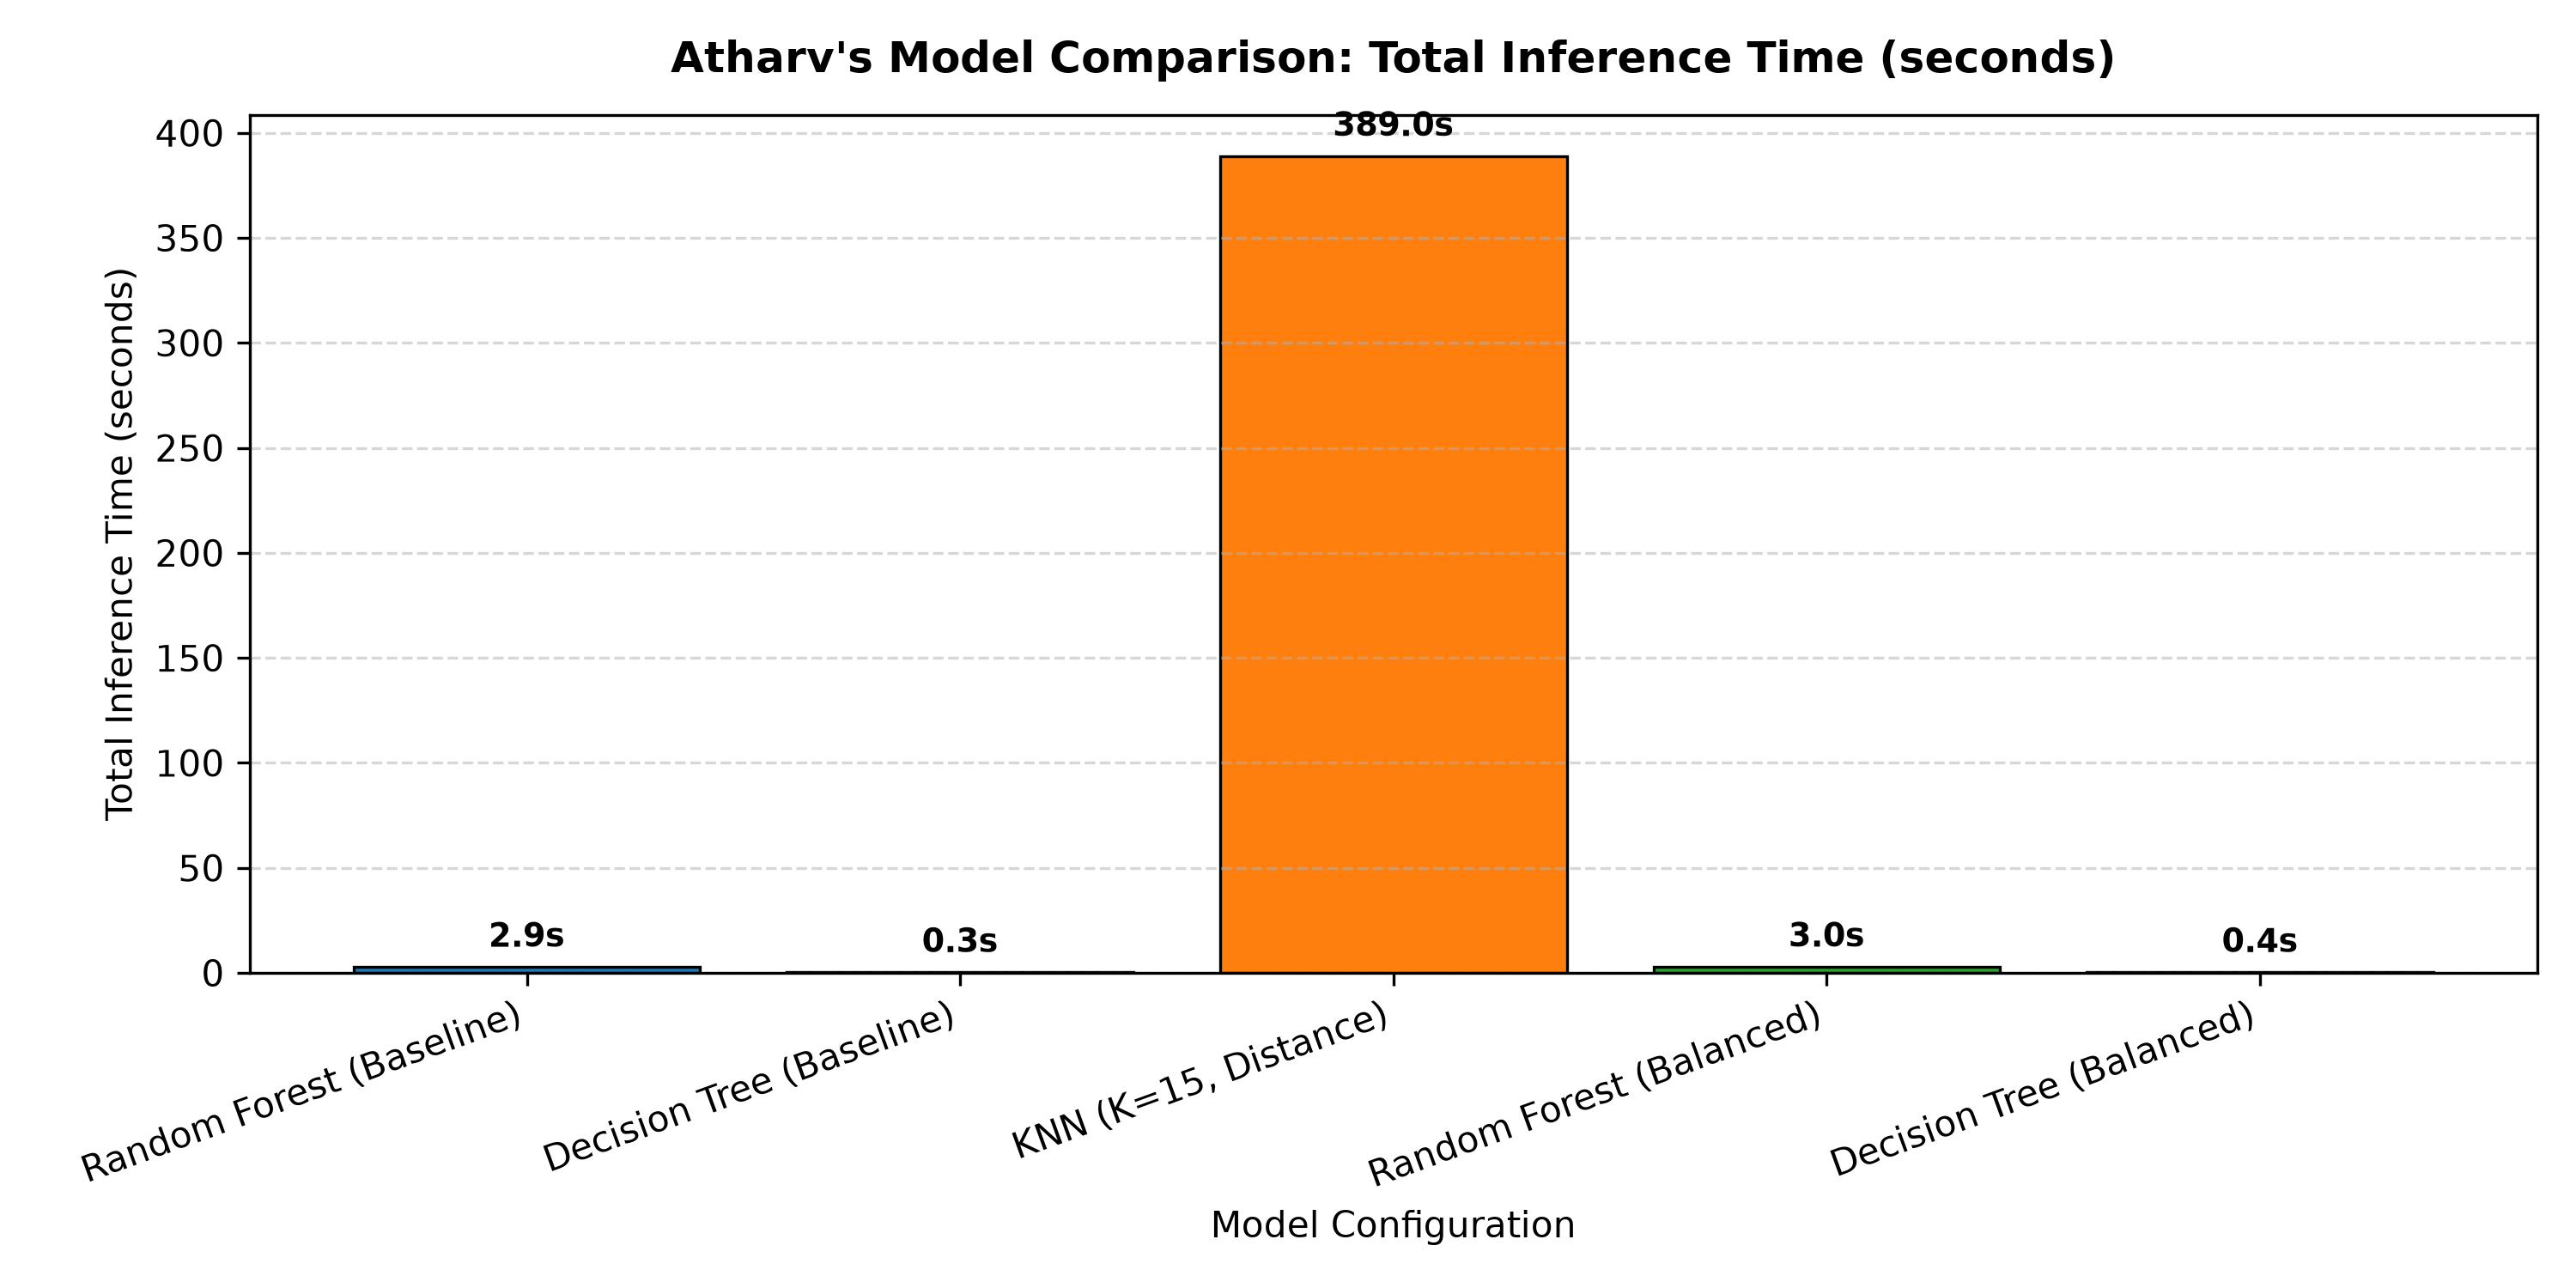 Atharv's Model Comparison: Total Inference Time (seconds)
Total Inference Time (seconds)
400
350
300
250
200
150
100
50
0
2.9s
0.3s
389.0s
3.0s
0.4s
Random Forest (Baseline)
Decision Tree (Baseline)
KNN (K=15, Distance)
Random Forest (Balanced)
Decision Tree (Balanced)
Model Configuration